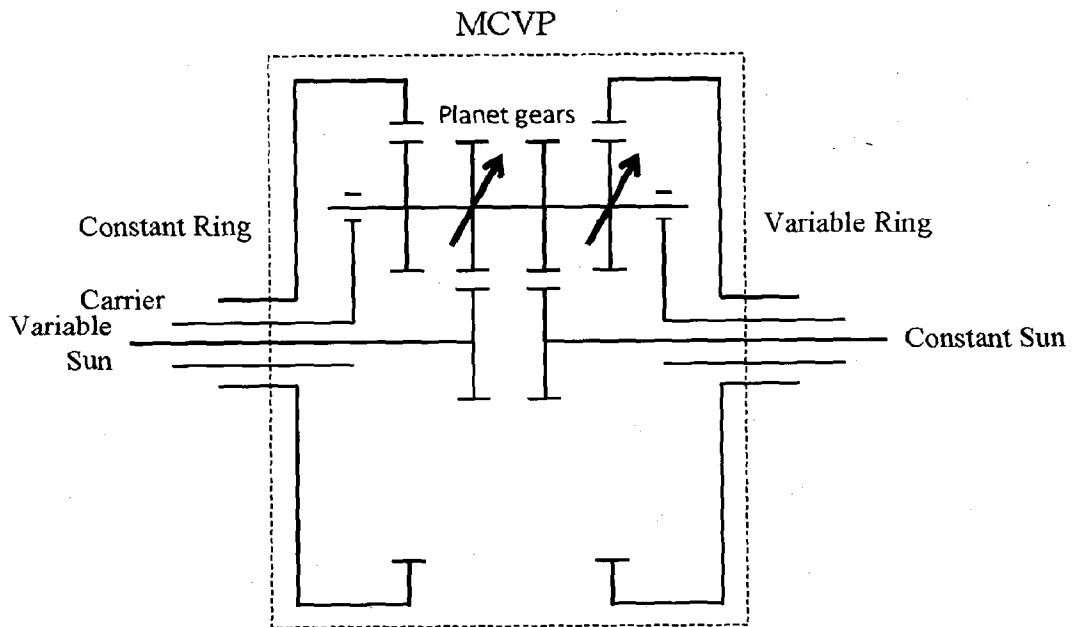 MCVP
Planet gears
Constant Ring
Variable Ring
Carrier
Variable
Sun
Constant Sun